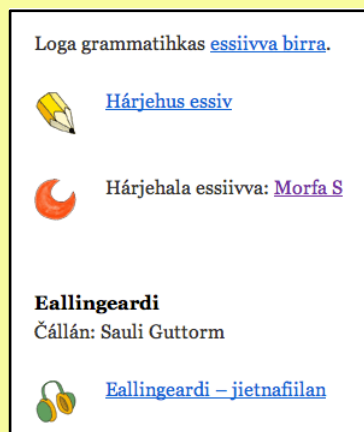 Loga grammatihkas essiivva birra.
Hárjehus essiv
Hárjehala essiivva: Morfa S
Eallingeardi
Čállán: Sauli Guttorm
Eallingeardi – jietnafiilan